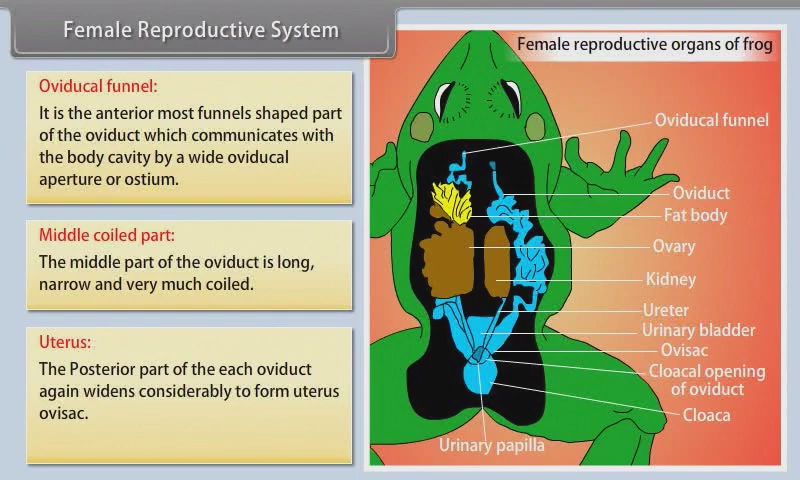 Female Reproductive System
Oviducal funnel:
It is the anterior most funnels shaped part
of the oviduct which communicates with
the body cavity by a wide oviducal
aperture or ostium.
Middle coiled part:
The middle part of the oviduct is long,
narrow and very much coiled.
Uterus:
The Posterior part of the each oviduct
again widens considerably to form uterus
ovisac.
Female reproductive organs of frog
Oviducal funnel
Oviduct
Fat body
Ovary
Kidney
Ureter
Urinary bladder
Ovisac
Cloacal opening
of oviduct
Cloaca
Urinary papilla